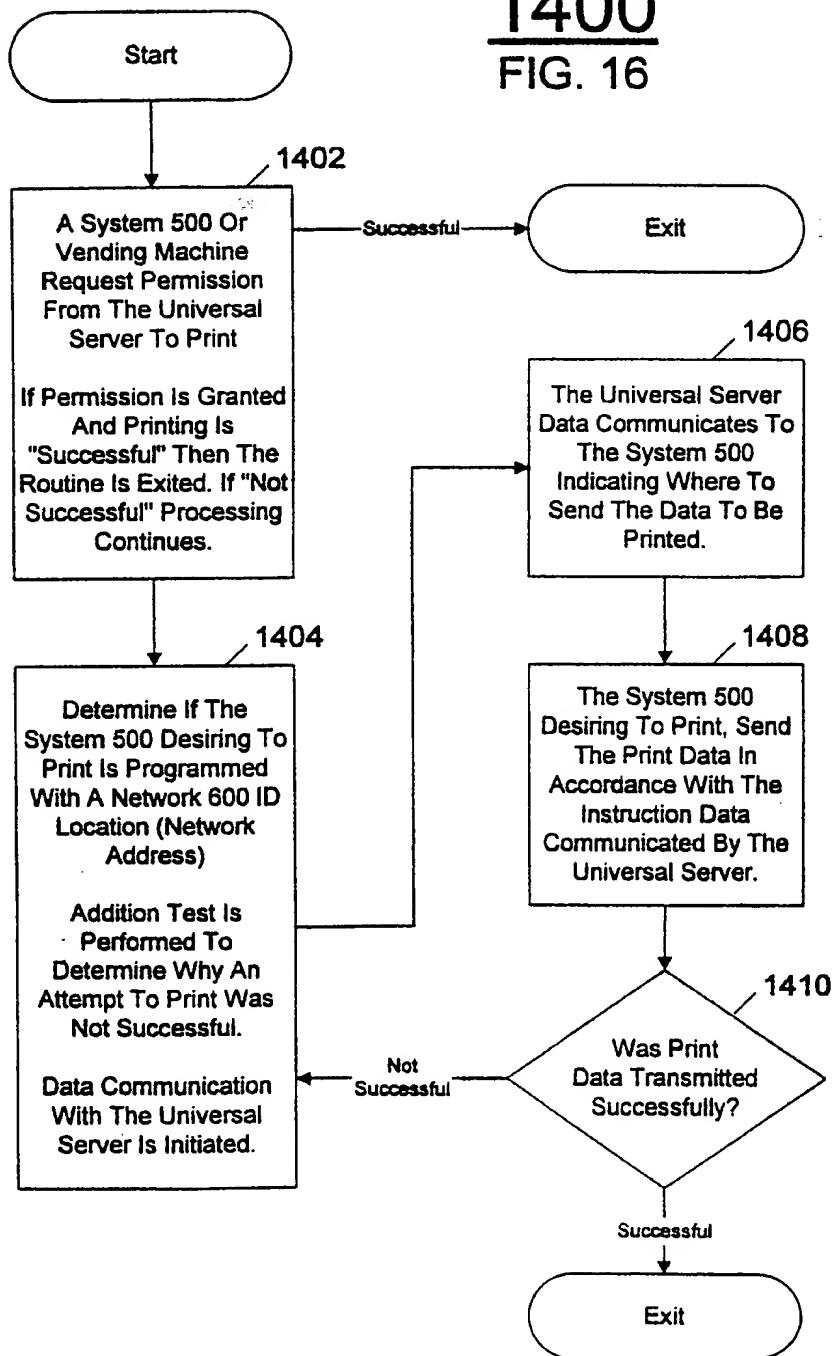 1400
FIG. 16
Start
1402
A System 500 Or
Vending Machine
Request Permission
From The Universal
Server To Print
If Permission Is Granted
And Printing Is
"Successful" Then The
Routine Is Exited. If "Not
Successful" Processing
Continues.
Successful
Exit
1404
Determine If The
System 500 Desiring To
Print Is Programmed
With A Network 600 ID
Location (Network
Address)
Addition Test Is
Performed To
Determine Why An
Attempt To Print Was
Not Successful.
Data Communication
With The Universal
Server Is Initiated.
1406
The Universal Server
Data Communicates To
The System 500
Indicating Where To
Send The Data To Be
Printed.
1408
The System 500
Desiring To Print, Send
The Print Data In
Accordance With The
Instruction Data
Communicated By The
Universal Server.
1410
Was Print
Data Transmitted
Successfully?
Not
Successful
Successful
Exit